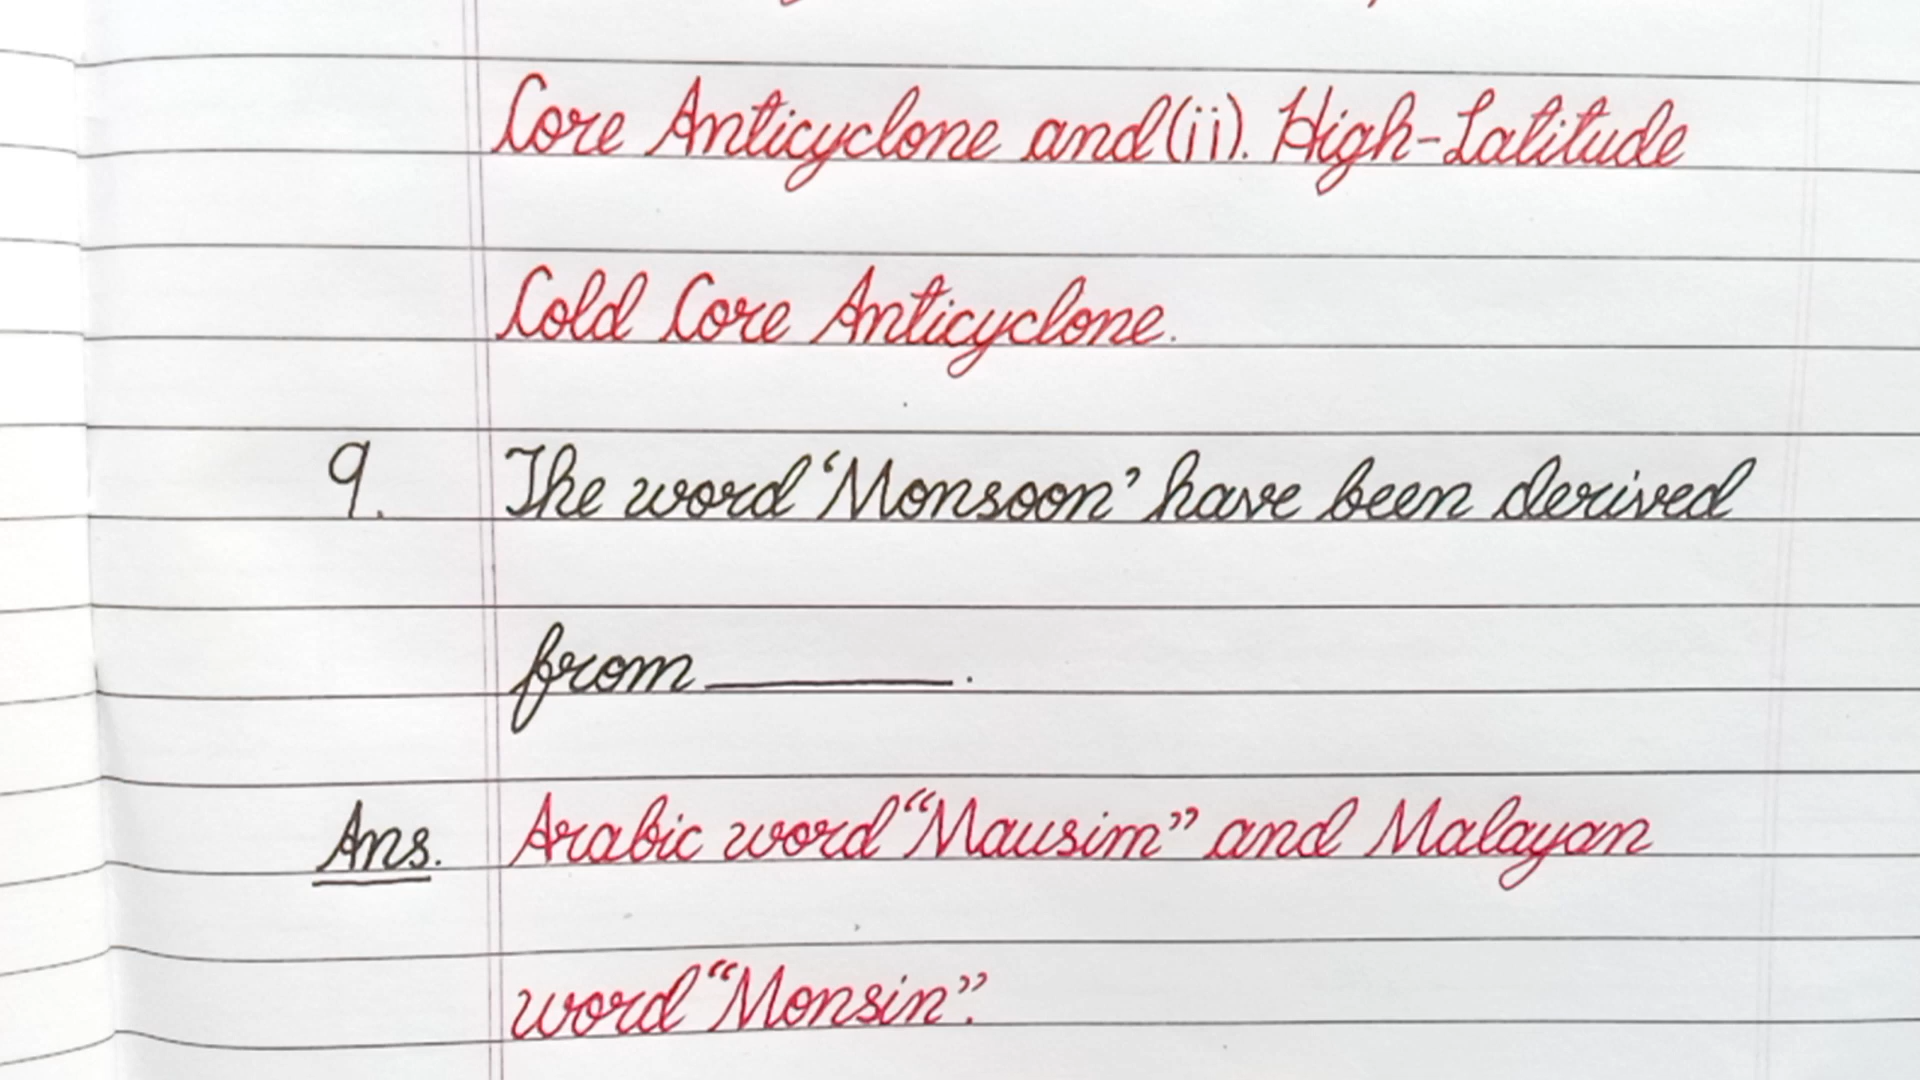 Core Anticyclone and (ii). High-Latitude
Cold Core Anticyclone.
9. The word ‘Monsoon’ have been derived
from ________.
Ans. Arabic word “Mausim” and Malayan
word “Monsin”.